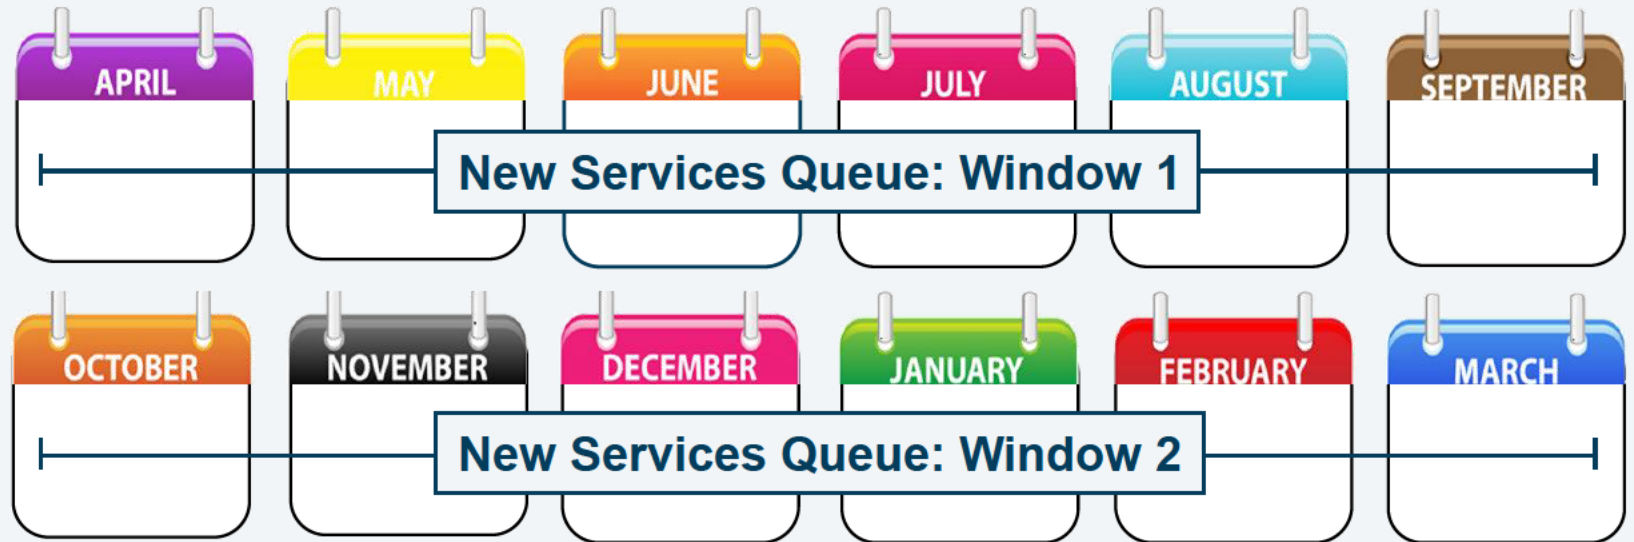 APRIL MAY JUNE JULY AUGUST SEPTEMBER
New Services Queue: Window 1
OCTOBER NOVEMBER DECEMBER JANUARY FEBRUARY MARCH
New Services Queue: Window 2